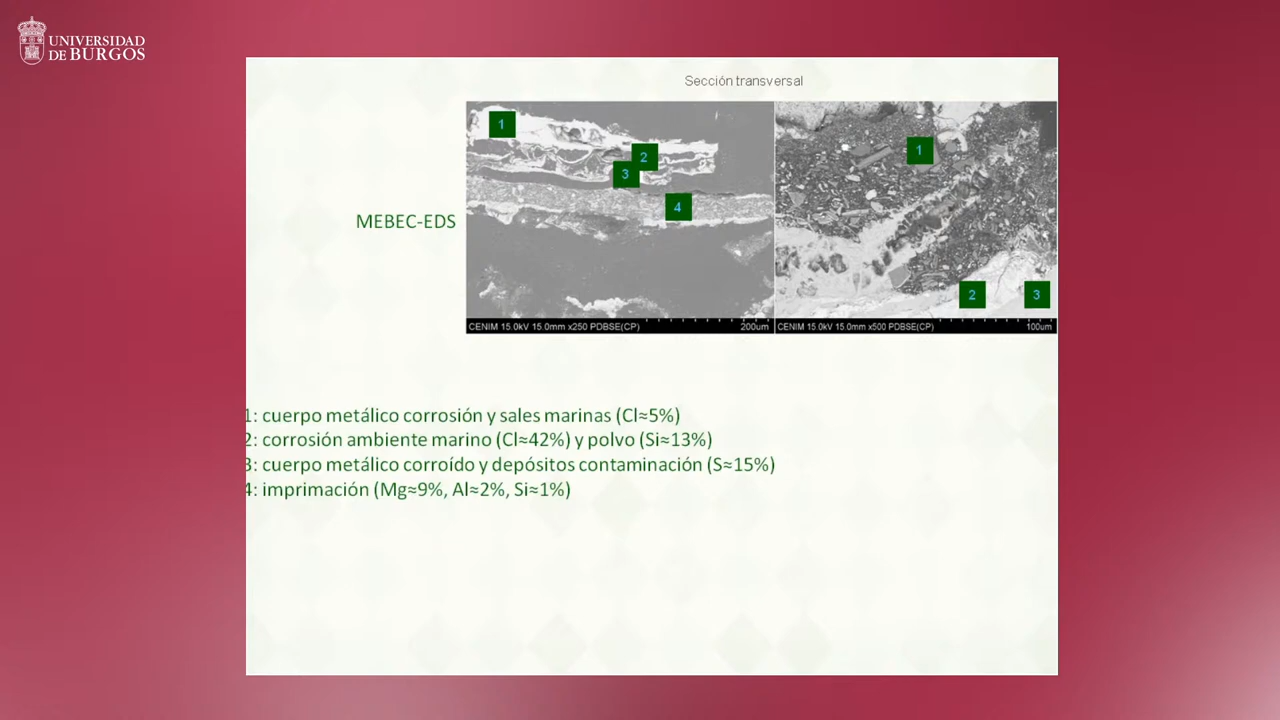 UNIVERSIDAD
DE BURGOS
Sección transversal
1
2
3
4
1
2
3
MEBEC-EDS
CENIM 15.0kV 15.0mm x250 PDBSE(CP) 200um
CENIM 15.0kV 15.0mm x500 PDBSE(CP) 100um
1: cuerpo metálico corrosión y sales marinas (Cl≈5%)
2: corrosión ambiente marino (Cl≈42%) y polvo (Si≈13%)
3: cuerpo metálico corroído y depósitos contaminación (S≈15%)
4: imprimación (Mg≈9%, Al≈2%, Si≈1%)